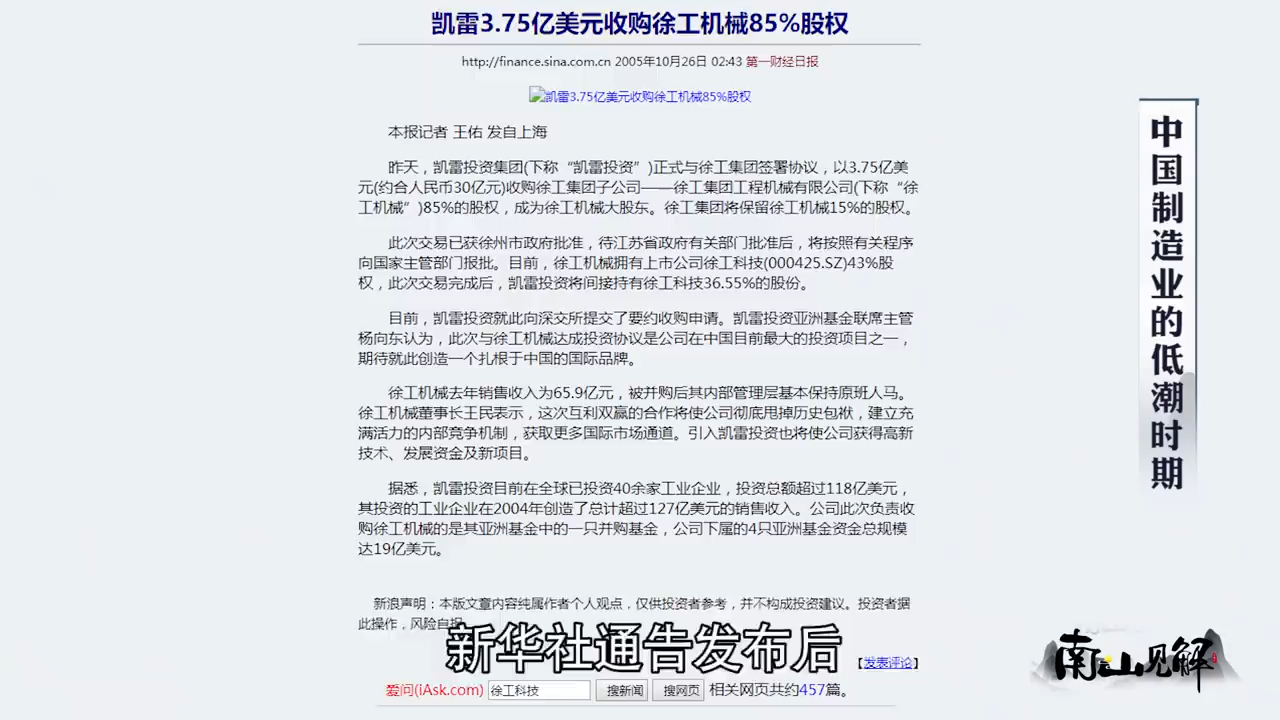 凯雷3.75亿美元收购徐工机械85%股权
http://finance.sina.com.cn 2005年10月26日 02:43 第一财经日报
凯雷3.75亿美元收购徐工机械85%股权
本报记者 王佑 发自上海
昨天，凯雷投资集团(下称“凯雷投资”)正式与徐工集团签署协议，以3.75亿美
元(约合人民币30亿元)收购徐工集团子公司——徐工集团工程机械有限公司(下称“徐
工机械”)85%的股权，成为徐工机械大股东。徐工集团将保留徐工机械15%的股权。
此次交易已获徐州市政府批准，待江苏省政府有关部门批准后，将按照有关程序
向国家主管部门报批。目前，徐工机械拥有上市公司徐工科技(000425.SZ)43%股
权，此次交易完成后，凯雷投资将间接持有徐工科技36.55%的股份。
目前，凯雷投资就此向深交所提交了要约收购申请。凯雷投资亚洲基金联席主管
杨向东认为，此次与徐工机械达成投资协议是公司在中国目前最大的投资项目之一，
期待就此创造一个扎根于中国的国际品牌。
徐工机械去年销售收入为65.9亿元，被并购后其内部管理层基本保持原班人马。
徐工机械董事长王民表示，这次互利双赢的合作将使公司彻底甩掉历史包袱，建立充
满活力的内部竞争机制，获取更多国际市场通道。引入凯雷投资也将使公司获得高新
技术、发展资金及新项目。
据悉，凯雷投资目前在全球已投资40余家工业企业，投资总额超过118亿美元，
其投资的工业企业在2004年创造了总计超过127亿美元的销售收入。公司此次负责收
购徐工机械的是其亚洲基金中的一只并购基金，公司下属的4只亚洲基金资金总规模
达19亿美元。
新浪声明：本版文章内容纯属作者个人观点，仅供投资者参考，并不构成投资建议。投资者据
此操作，风险自担。
新华社通告发布后
【发表评论】
爱问(iAsk.com) 徐工科技 搜新闻 搜网页 相关网页共约457篇。
中国制造业的低潮时期
南山见解